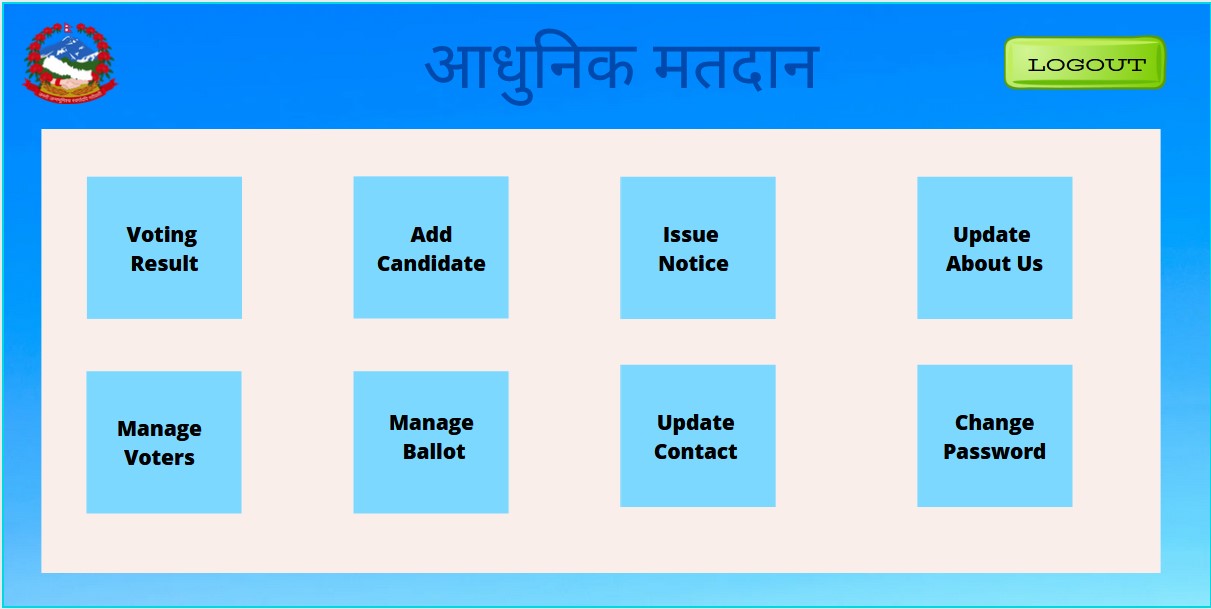 आधुनिक मतदान
LOGOUT
Voting
Result
Add
Candidate
Issue
Notice
Update
About Us
Manage
Voters
Manage
Ballot
Update
Contact
Change
Password